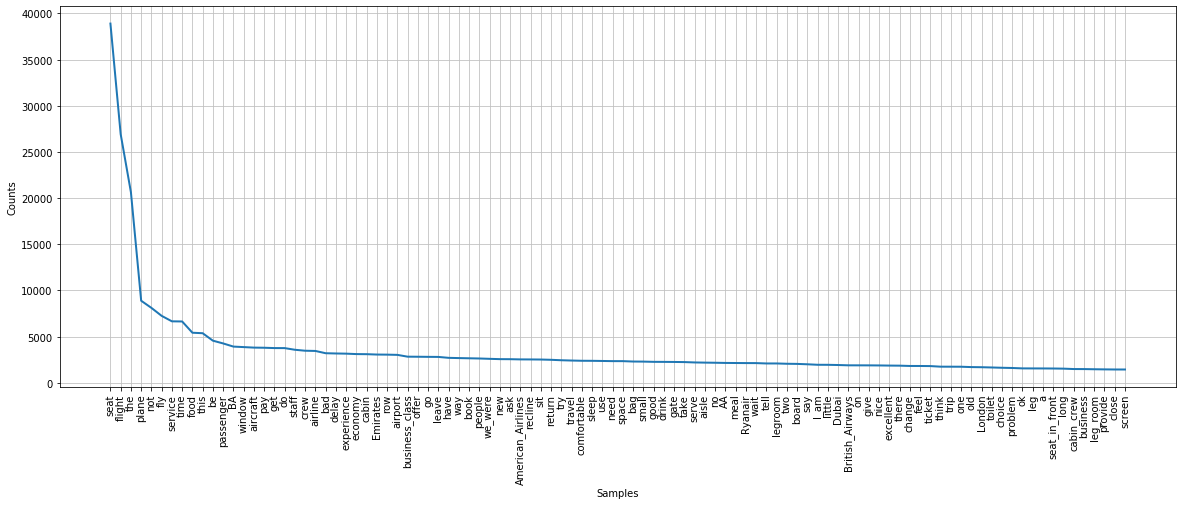 40000
35000
30000
25000
20000
15000
10000
5000
0
Counts
seat
flight
the
plane
not
fly
service
time
food
this
be
passenger
BA
window
aircraft
pay
get
do
staff
crew
airline
bad
delay
experience
economy
cabin
Emirates
row
airport
business_class
offer
go
leave
have
way
book
people
we_were
new
ask
American_Airlines
recline
sit
return
try
travel
comfortable
sleep
use
need
space
bag
small
good
drink
gate
take
serve
aisle
no
AA
meal
Ryanair
wait
tell
legroom
two
board
say
I_am
little
Dubai
British_Airways
on
give
nice
excellent
there
change
feel
ticket
think
trip
one
old
London
toilet
choice
problem
ok
leg
a
seat_in_front
long
cabin_crew
business
leg_room
provide
close
screen
Samples